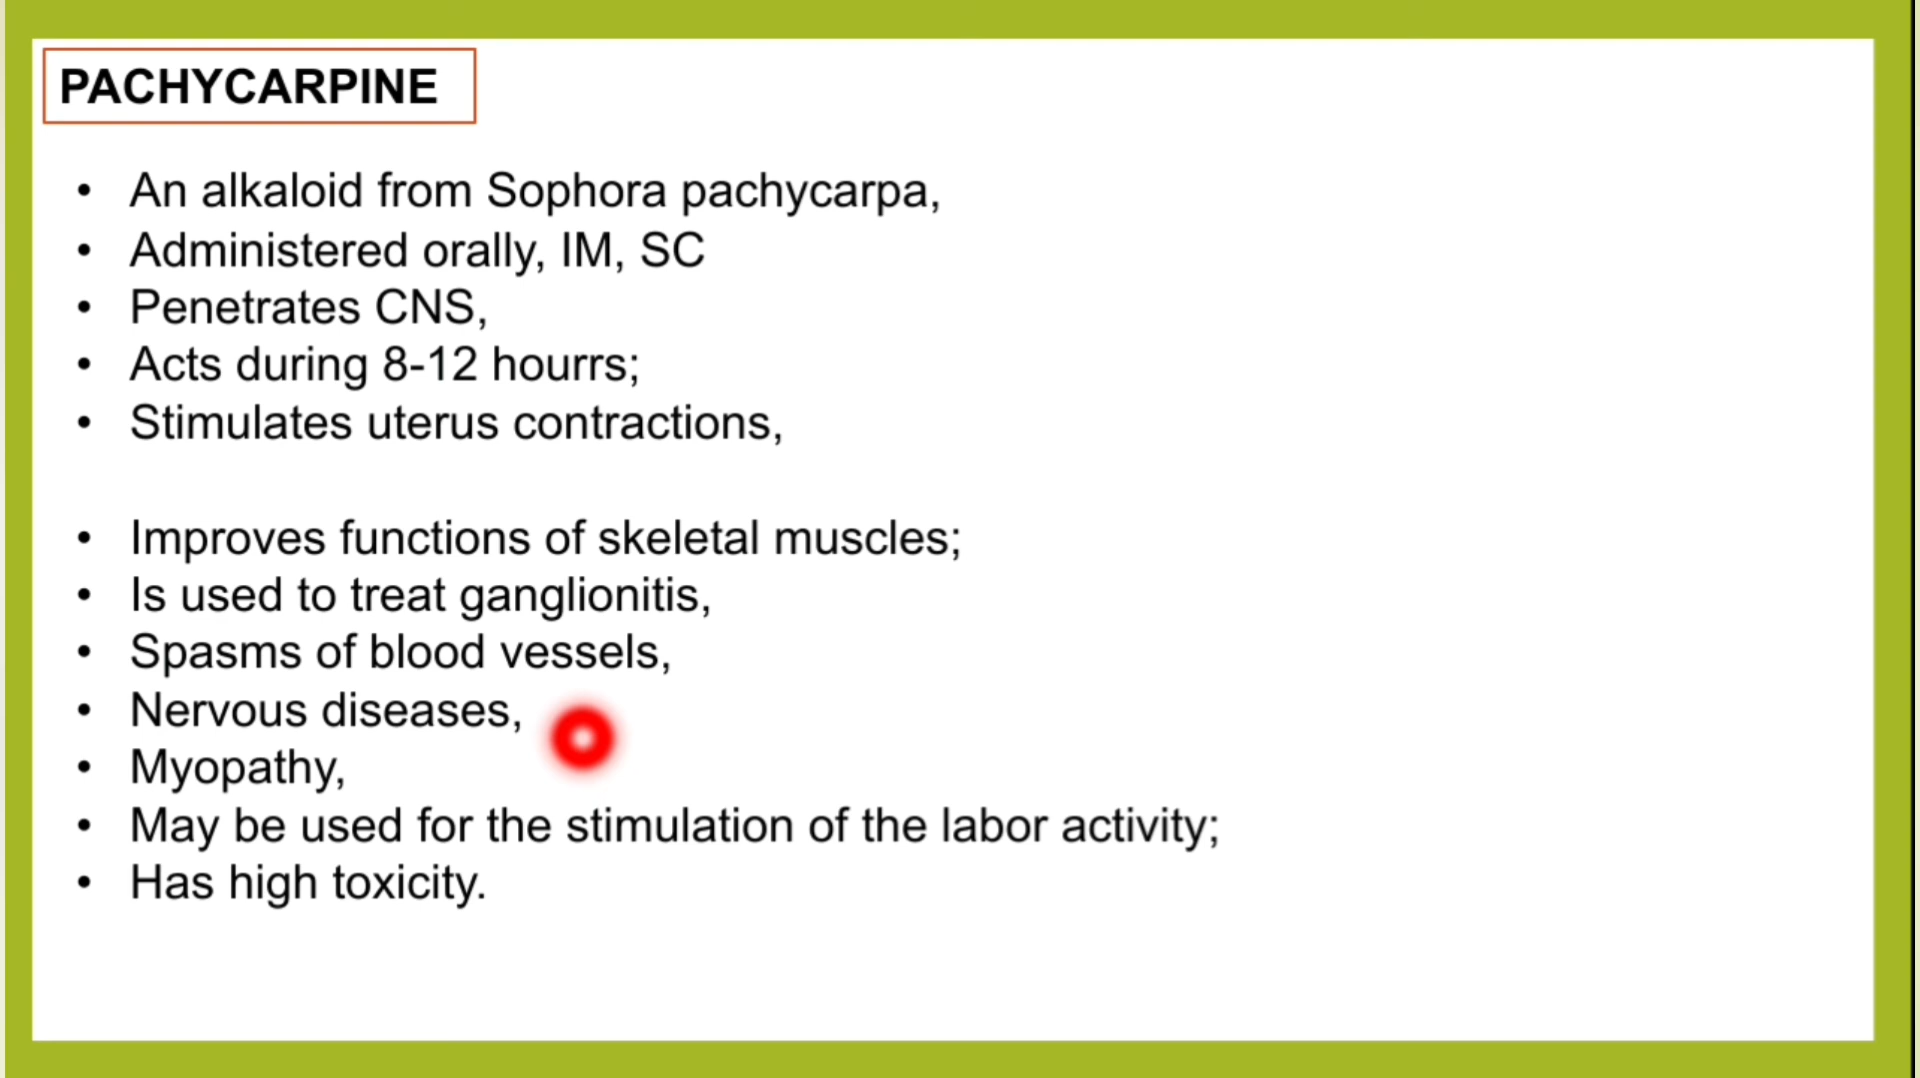 PACHYCARPINE
• An alkaloid from Sophora pachycarpa,
• Administered orally, IM, SC
• Penetrates CNS,
• Acts during 8-12 hourrs;
• Stimulates uterus contractions,
• Improves functions of skeletal muscles;
• Is used to treat ganglionitis,
• Spasms of blood vessels,
• Nervous diseases,
• Myopathy,
• May be used for the stimulation of the labor activity;
• Has high toxicity.